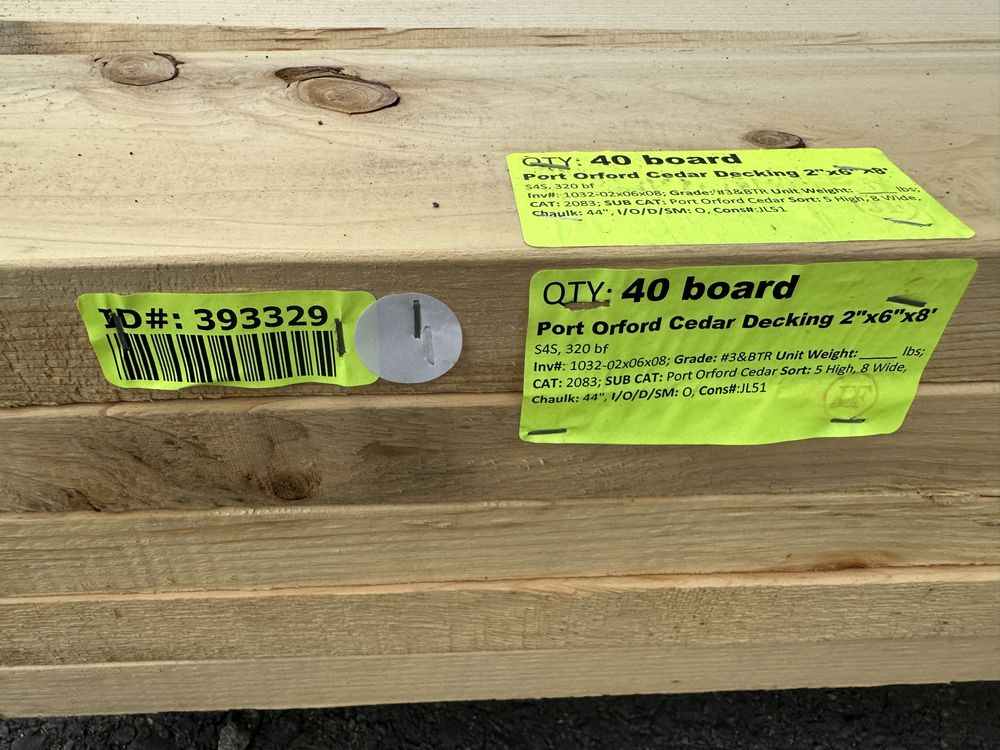 QTY: 40 board
Port Orford Cedar Decking 2"x6"x8'
S4S, 320 bf
Inv#: 1032-02x06x08; Grade: #3&BTR Unit Weight: _____ lbs;
CAT: 2083; SUB CAT: Port Orford Cedar Sort: 5 High, 8 Wide,
Chaulk: 44", I/O/D/SM: O, Cons#:JL51
ID#: 393329
QTY: 40 board
Port Orford Cedar Decking 2"x6"x8'
S4S, 320 bf
Inv#: 1032-02x06x08; Grade: #3&BTR Unit Weight: _____ lbs;
CAT: 2083; SUB CAT: Port Orford Cedar Sort: 5 High, 8 Wide,
Chaulk: 44", I/O/D/SM: O, Cons#:JL51